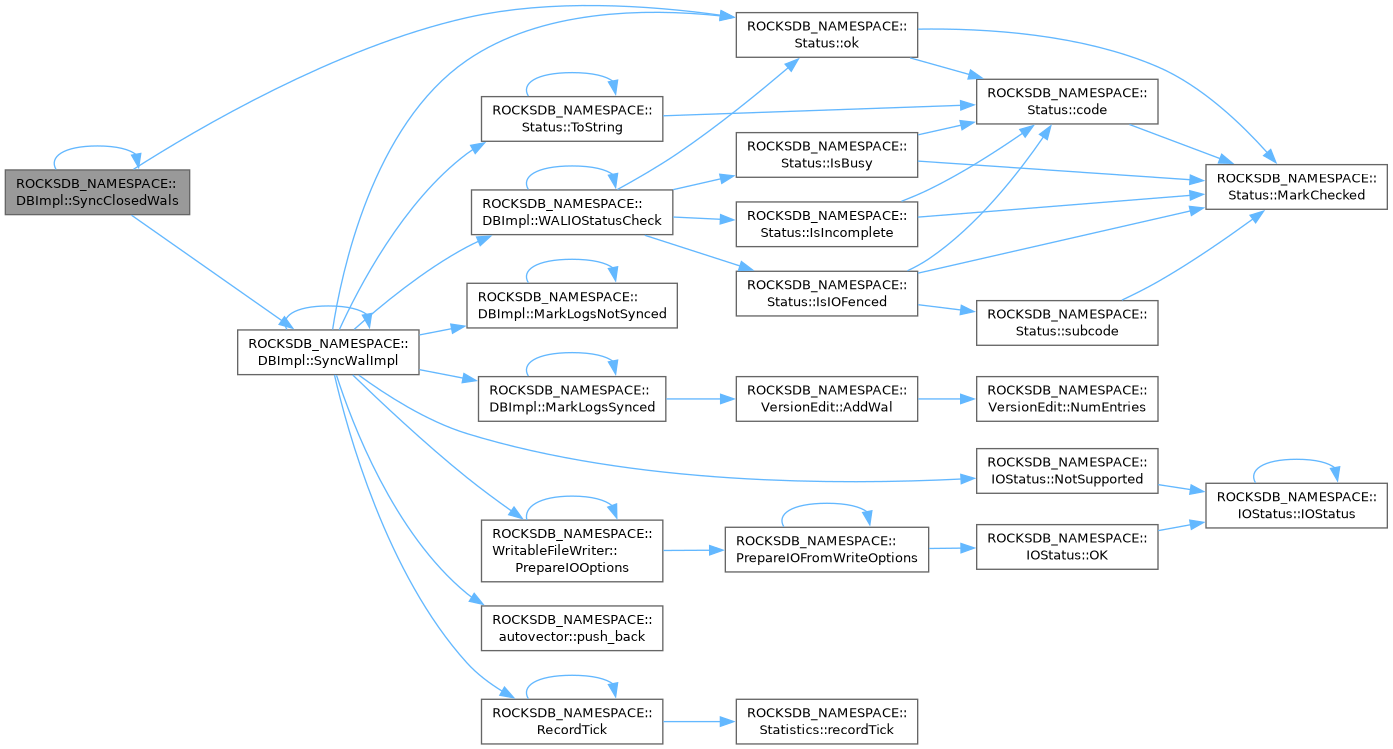 ROCKSDB_NAMESPACE::
DBImpl::SyncClosedWals
ROCKSDB_NAMESPACE::
Status::ok
ROCKSDB_NAMESPACE::
Status::code
ROCKSDB_NAMESPACE::
Status::MarkChecked
ROCKSDB_NAMESPACE::
DBImpl::SyncWalImpl
ROCKSDB_NAMESPACE::
Status::ToString
ROCKSDB_NAMESPACE::
DBImpl::WALIOStatusCheck
ROCKSDB_NAMESPACE::
Status::IsBusy
ROCKSDB_NAMESPACE::
Status::IsIncomplete
ROCKSDB_NAMESPACE::
Status::IsIOFenced
ROCKSDB_NAMESPACE::
Status::subcode
ROCKSDB_NAMESPACE::
DBImpl::MarkLogsNotSynced
ROCKSDB_NAMESPACE::
DBImpl::MarkLogsSynced
ROCKSDB_NAMESPACE::
VersionEdit::AddWal
ROCKSDB_NAMESPACE::
VersionEdit::NumEntries
ROCKSDB_NAMESPACE::
IOStatus::NotSupported
ROCKSDB_NAMESPACE::
IOStatus::IOStatus
ROCKSDB_NAMESPACE::
WritableFileWriter::
PrepareIOOptions
ROCKSDB_NAMESPACE::
PrepareIOFromWriteOptions
ROCKSDB_NAMESPACE::
IOStatus::OK
ROCKSDB_NAMESPACE::
autovector::push_back
ROCKSDB_NAMESPACE::
RecordTick
ROCKSDB_NAMESPACE::
Statistics::recordTick